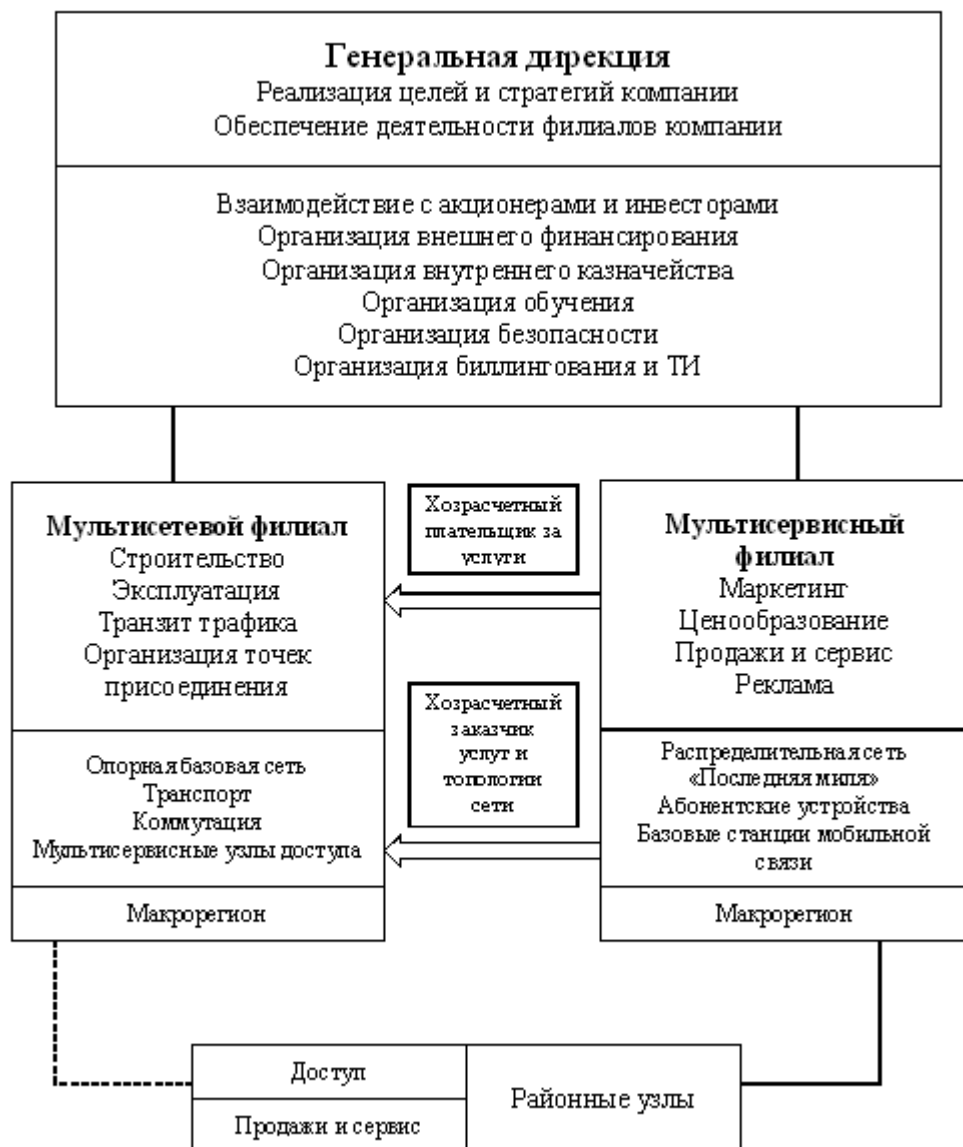 Генеральная дирекция
Реализация целей и стратегий компании
Обеспечение деятельности филиалов компании
Взаимодействие с акционерами и инвесторами
Организация внешнего финансирования
Организация внутреннего казначейства
Организация обучения
Организация безопасности
Организация биллингования и ТИ
Мультисетевой филиал
Строительство
Эксплуатация
Транзит трафика
Организация точек
присоединения
Опорная базовая сеть
Транспорт
Коммутация
Мультисервисные узлы доступа
Макрорегион
Хозрасчетный
плательщик за
услуги
Хозрасчетный
заказчик
услуг и
топологии
сети
Мультисервисный
филиал
Маркетинг
Ценообразование
Продажи и сервис
Реклама
Распределительная сеть
«Последняя миля»
Абонентские устройства
Базовые станции мобильной
связи
Макрорегион
Доступ
Продажи и сервис
Районные узлы